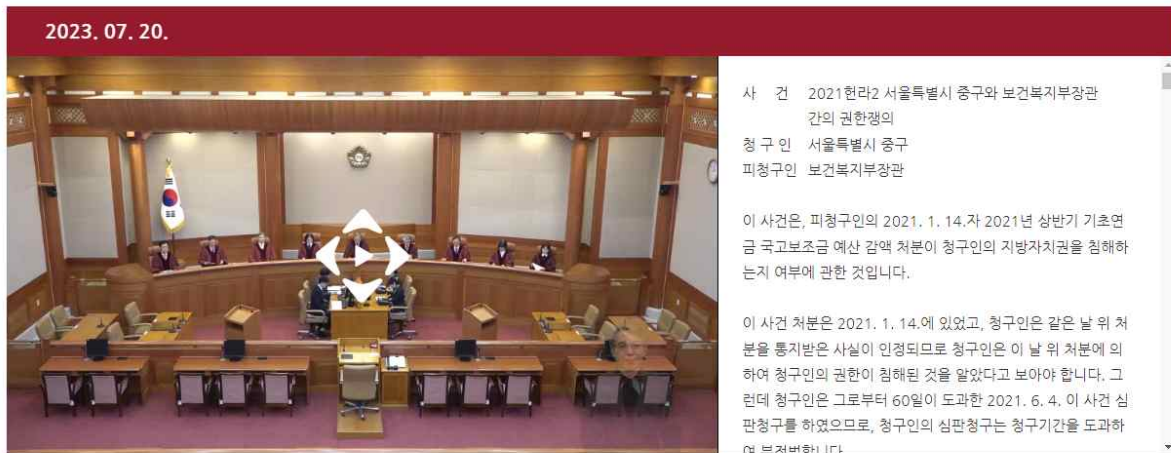 2023. 07. 20.
사 건 2021헌라2 서울특별시 중구와 보건복지부장관
간의 권한쟁의
청 구 인 서울특별시 중구
피청구인 보건복지부장관
이 사건은, 피청구인의 2021. 1. 14.자 2021년 상반기 기초연
금 국고보조금 예산 감액 처분이 청구인의 지방자치권을 침해하
는지 여부에 관한 것입니다.
이 사건 처분은 2021. 1. 14.에 있었고, 청구인은 같은 날 위 처
분을 통지받은 사실이 인정되므로 청구인은 이 날 위 처분에 의
하여 청구인의 권한이 침해된 것을 알았다고 보아야 합니다. 그
런데 청구인은 그로부터 60일이 도과한 2021. 6. 4. 이 사건 심
판청구를 하였으므로, 청구인의 심판청구는 청구기간을 도과하
여 부적법합니다